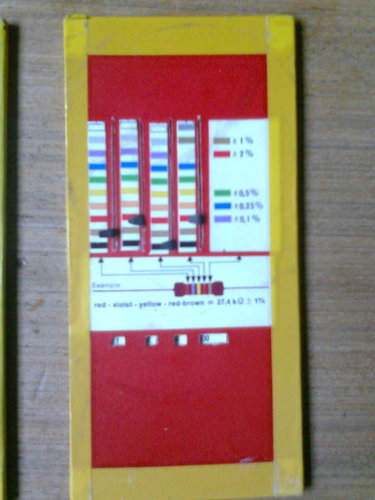 ± 1%
± 2%
±0,5%
±0,25%
±0,1%
Example:
red - violet - yellow - red-brown = 27.4 kΩ ± 1%